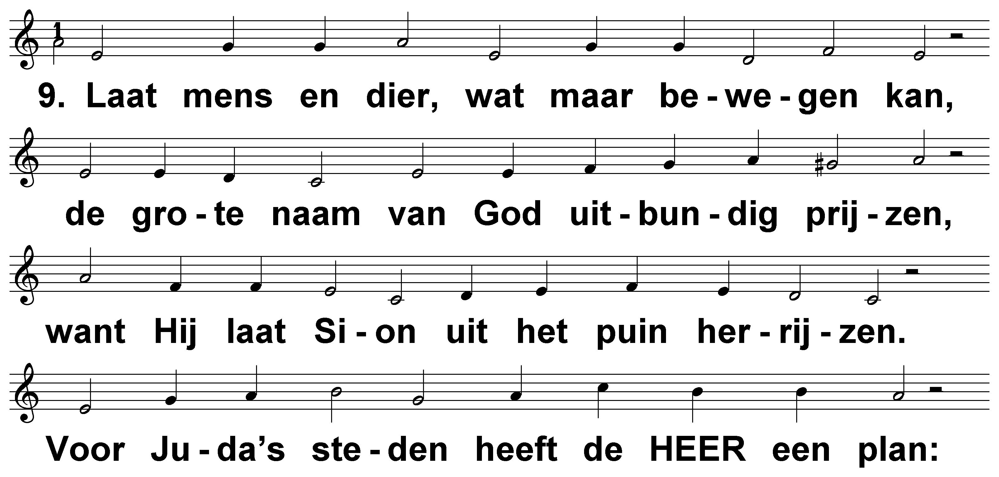 1
9. Laat mens en dier, wat maar be - we - gen kan,
de gro - te naam van God uit - bun - dig prij - zen,
want Hij laat Si - on uit het puin her - rij - zen.
Voor Ju - da’s ste - den heeft de HEER een plan: